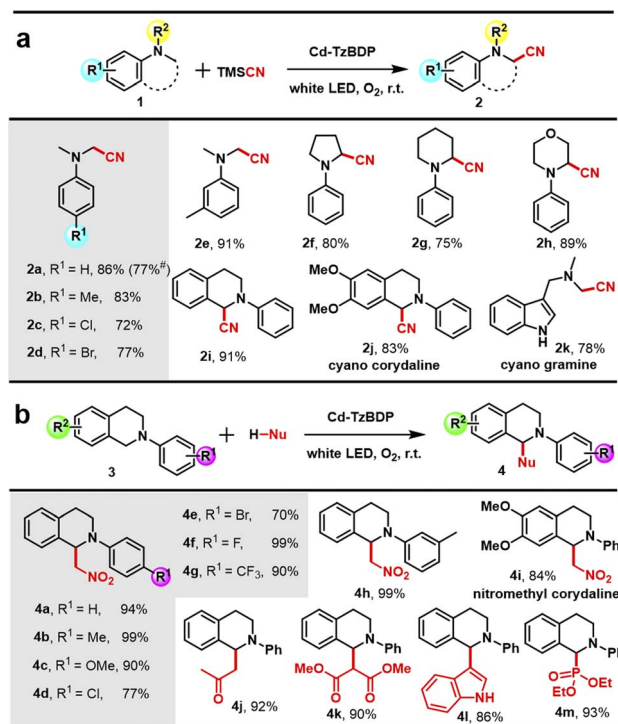 a
R²
N
R¹
1
+ TMSCN
Cd-TzBDP
white LED, O₂, r.t.
R²
N
CN
R¹
2
N
CN
R¹
2a, R¹ = H, 86% (77%#)
2b, R¹ = Me, 83%
2c, R¹ = Cl, 72%
2d, R¹ = Br, 77%
N
CN
2e, 91%
N
CN
2f, 80%
N
CN
2g, 75%
O
N
CN
2h, 89%
N
CN
2i, 91%
MeO
MeO
N
CN
2j, 83%
cyano corydaline
N
CN
N
H
2k, 78%
cyano gramine
b
R²
N
R¹
3
+ H-Nu
Cd-TzBDP
white LED, O₂, r.t.
R²
N
Nu
R¹
4
N
NO₂
R¹
4a, R¹ = H, 94%
4b, R¹ = Me, 99%
4c, R¹ = OMe, 90%
4d, R¹ = Cl, 77%
4e, R¹ = Br, 70%
4f, R¹ = F, 99%
4g, R¹ = CF₃, 90%
N
NO₂
4h, 99%
MeO
MeO
N
Ph
NO₂
4i, 84%
nitromethyl corydaline
N
Ph
O
4j, 92%
N
Ph
MeO
OMe
O
O
4k, 90%
N
Ph
N
H
4l, 86%
N
Ph
O
P
OEt
EtO
4m, 93%